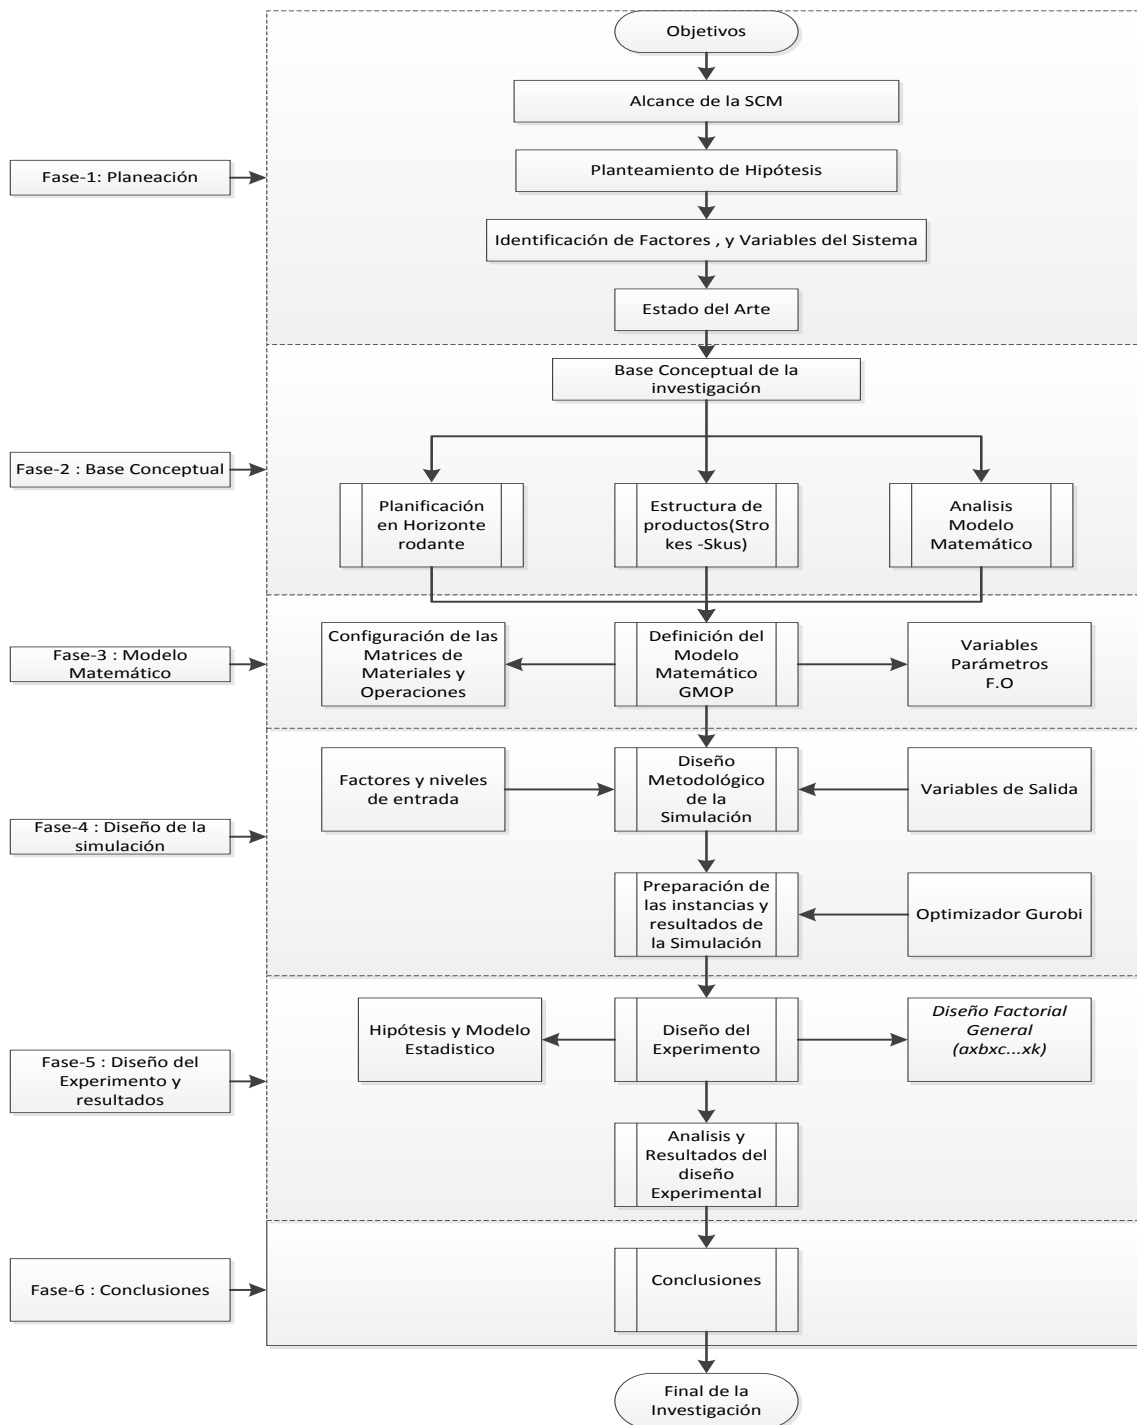 Objetivos
Alcance de la SCM
Planteamiento de Hipótesis
Fase-1: Planeación
Identificación de Factores , y Variables del Sistema
Estado del Arte
Base Conceptual de la
investigación
Fase-2 : Base Conceptual
Planificación
en Horizonte
rodante
Estructura de
productos(Stro
kes -Skus)
Analisis
Modelo
Matemático
Fase-3 : Modelo
Matemático
Configuración de las
Matrices de
Materiales y
Operaciones
Definición del
Modelo
Matemático
GMOP
Variables
Parámetros
F.O
Fase-4 : Diseño de la
simulación
Factores y niveles
de entrada
Diseño
Metodológico
de la
Simulación
Variables de Salida
Preparación de
las instancias y
resultados de
la Simulación
Optimizador Gurobi
Fase-5 : Diseño del
Experimento y
resultados
Hipótesis y Modelo
Estadistico
Diseño del
Experimento
Diseño Factorial
General
(axbxc...xk)
Analisis y
Resultados del
diseño
Experimental
Fase-6 : Conclusiones
Conclusiones
Final de la
Investigación